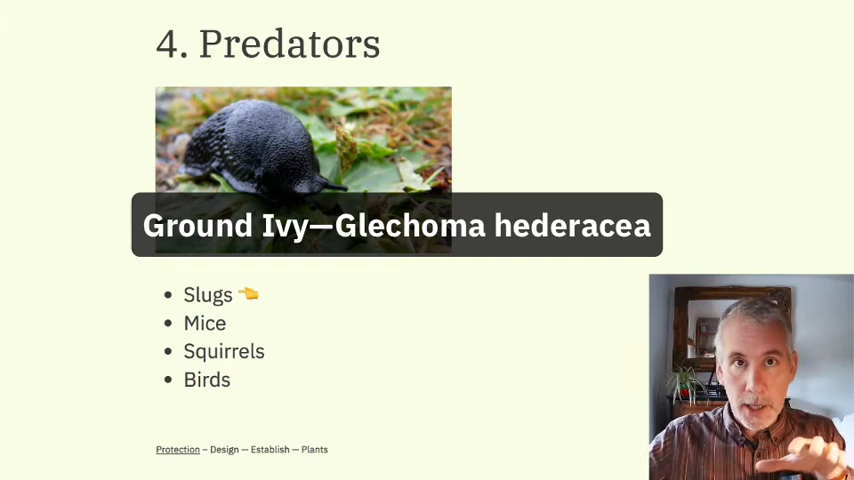 4. Predators
Ground Ivy—Glechoma hederacea
Slugs 👈
Mice
Squirrels
Birds
Protection – Design — Establish — Plants